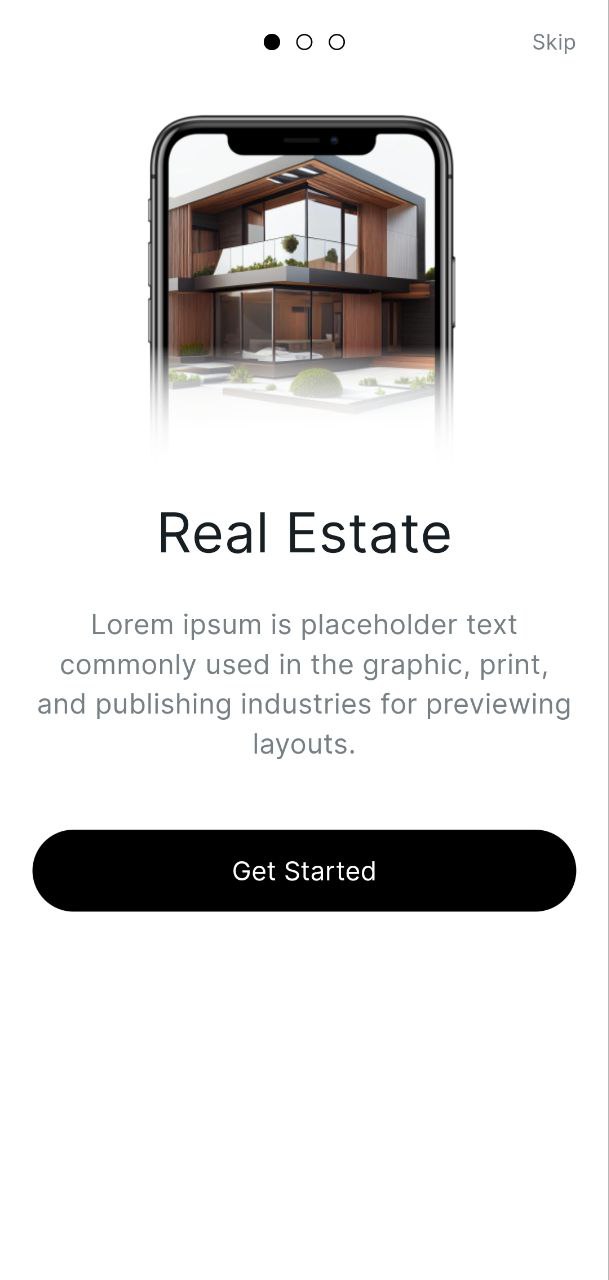 Skip
Real Estate
Lorem ipsum is placeholder text
commonly used in the graphic, print,
and publishing industries for previewing
layouts.
Get Started